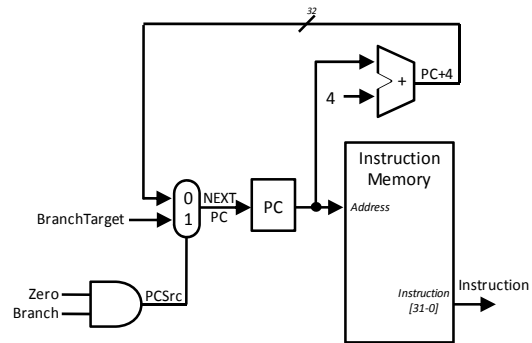 32
PC+4
+
4
Instruction
Memory
0
NEXT
PC
Address
BranchTarget
1
PC
Zero
PCSrc
Branch
Instruction
[31-0]
Instruction